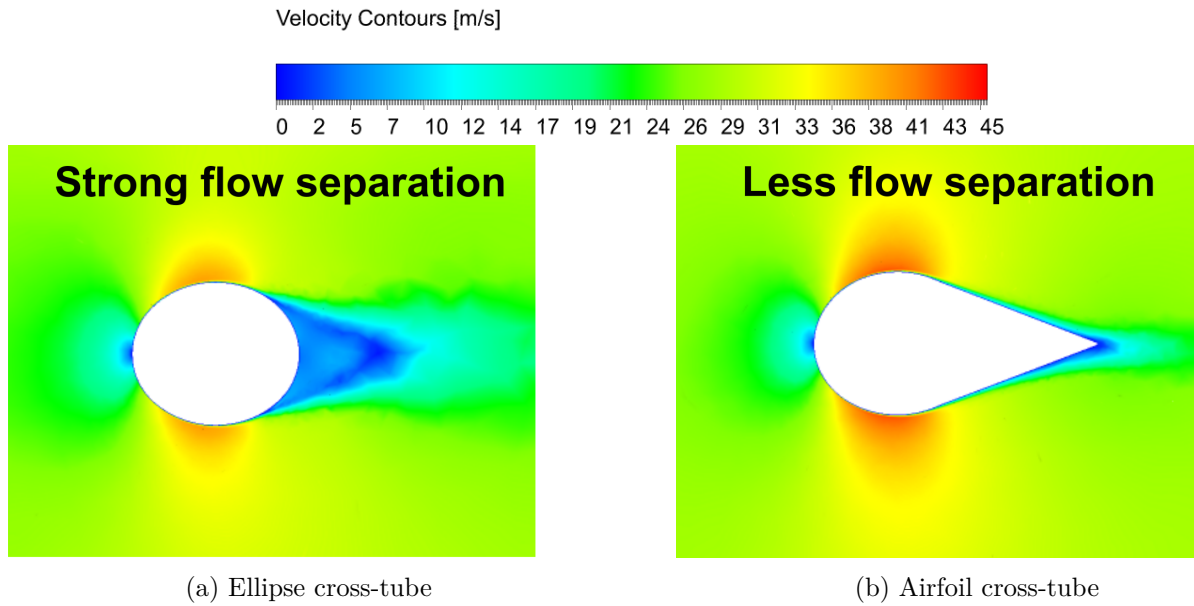 Velocity Contours [m/s]
0 2 5 7 10 12 14 17 19 21 24 26 29 31 33 36 38 41 43 45
Strong flow separation
Less flow separation
(a) Ellipse cross-tube
(b) Airfoil cross-tube